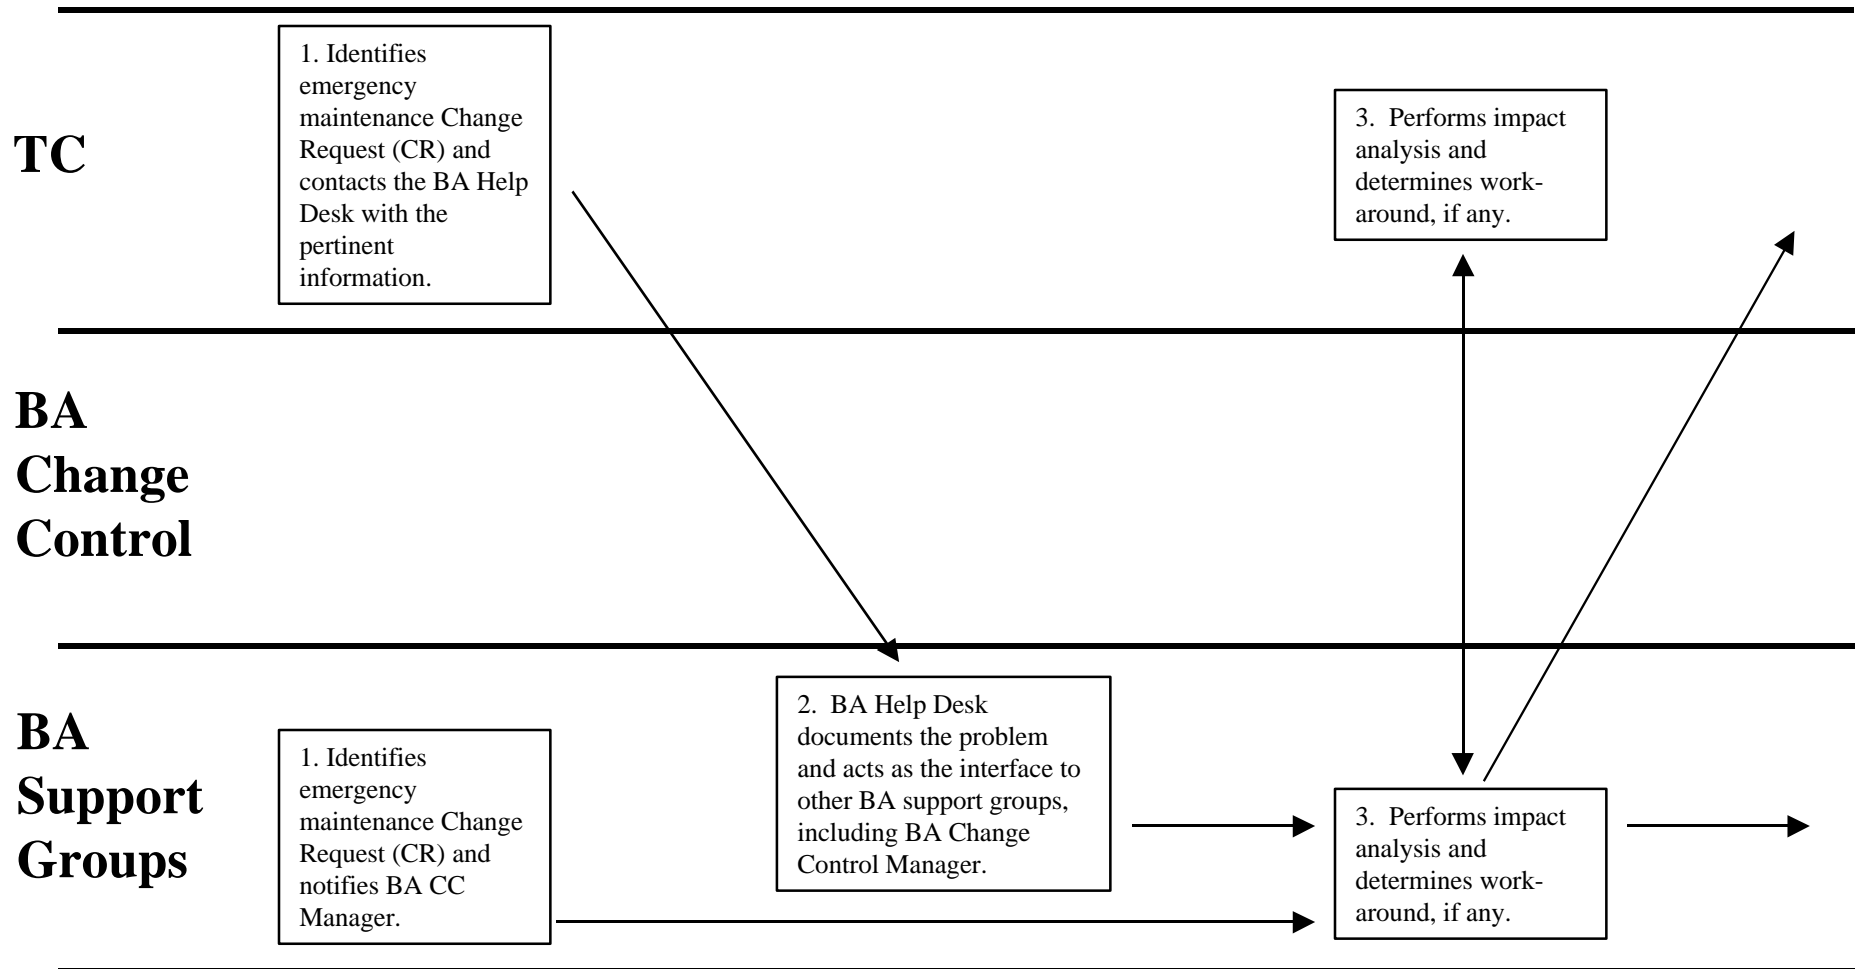 TC
1. Identifies
emergency
maintenance Change
Request (CR) and
contacts the BA Help
Desk with the
pertinent
information.
3.  Performs impact
analysis and
determines work-
around, if any.
BA
Change
Control
BA
Support
Groups
1. Identifies
emergency
maintenance Change
Request (CR) and
notifies BA CC
Manager.
2.  BA Help Desk
documents the problem
and acts as the interface to
other BA support groups,
including BA Change
Control Manager.
3.  Performs impact
analysis and
determines work-
around, if any.